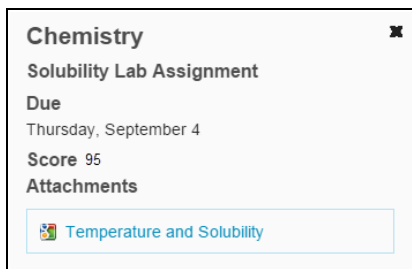 Chemistry
Solubility Lab Assignment
Due
Thursday, September 4
Score 95
Attachments
Temperature and Solubility